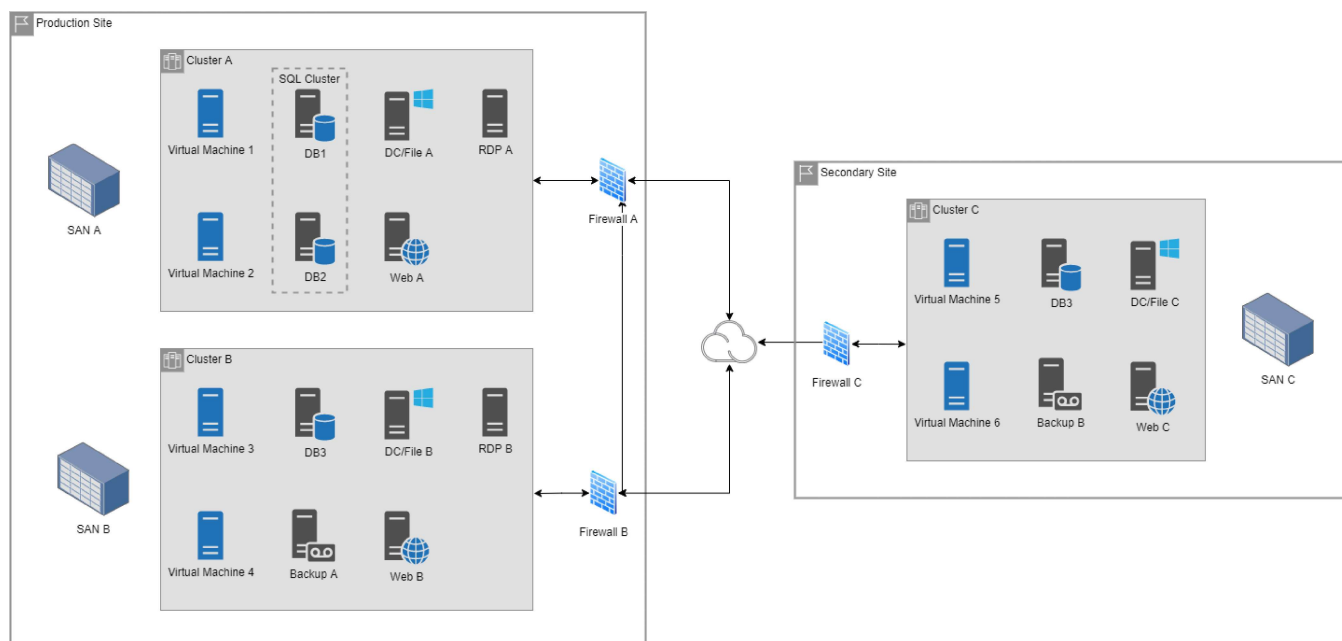 Production Site
Cluster A
SQL Cluster
Virtual Machine 1
DB1
DC/File A
RDP A
SAN A
Firewall A
Virtual Machine 2
DB2
Web A
Cluster B
Virtual Machine 3
DB3
DC/File B
RDP B
SAN B
Firewall B
Virtual Machine 4
Backup A
Web B
Secondary Site
Cluster C
Virtual Machine 5
DB3
DC/File C
Firewall C
SAN C
Virtual Machine 6
Backup B
Web C